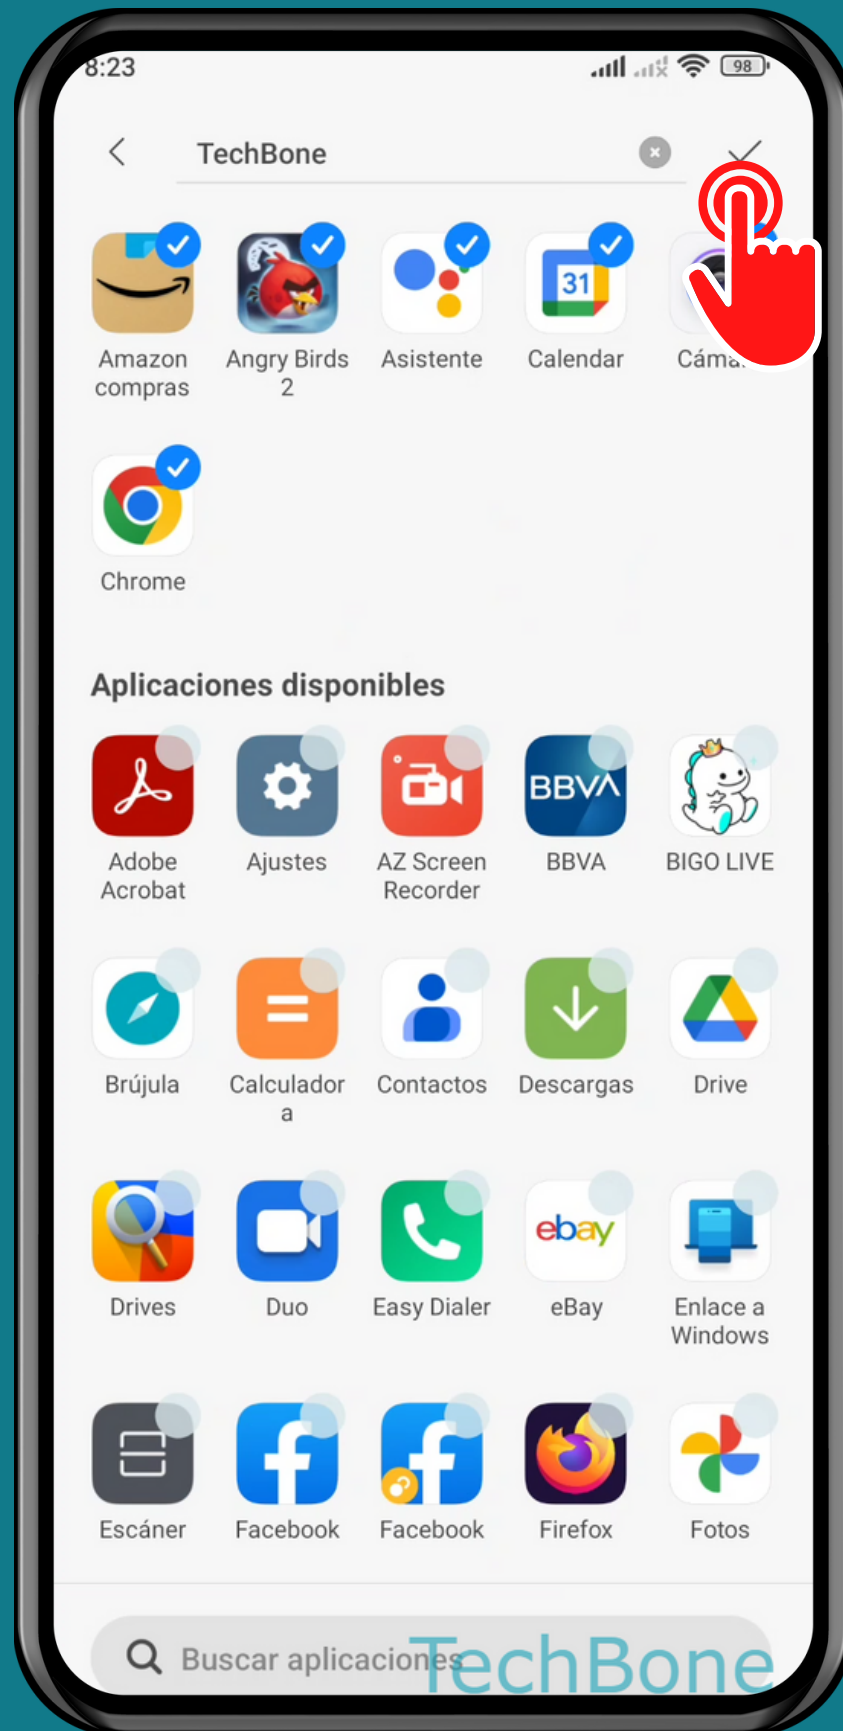 8:23
98
TechBone
31
Amazon compras
Angry Birds 2
Asistente
Calendar
Cáma
Chrome
Aplicaciones disponibles
BBVA
Adobe Acrobat
Ajustes
AZ Screen Recorder
BBVA
BIGO LIVE
Brújula
Calculadora
Contactos
Descargas
Drive
ebay
Drives
Duo
Easy Dialer
eBay
Enlace a Windows
Escáner
Facebook
Facebook
Firefox
Fotos
Buscar aplicaciones
TechBone